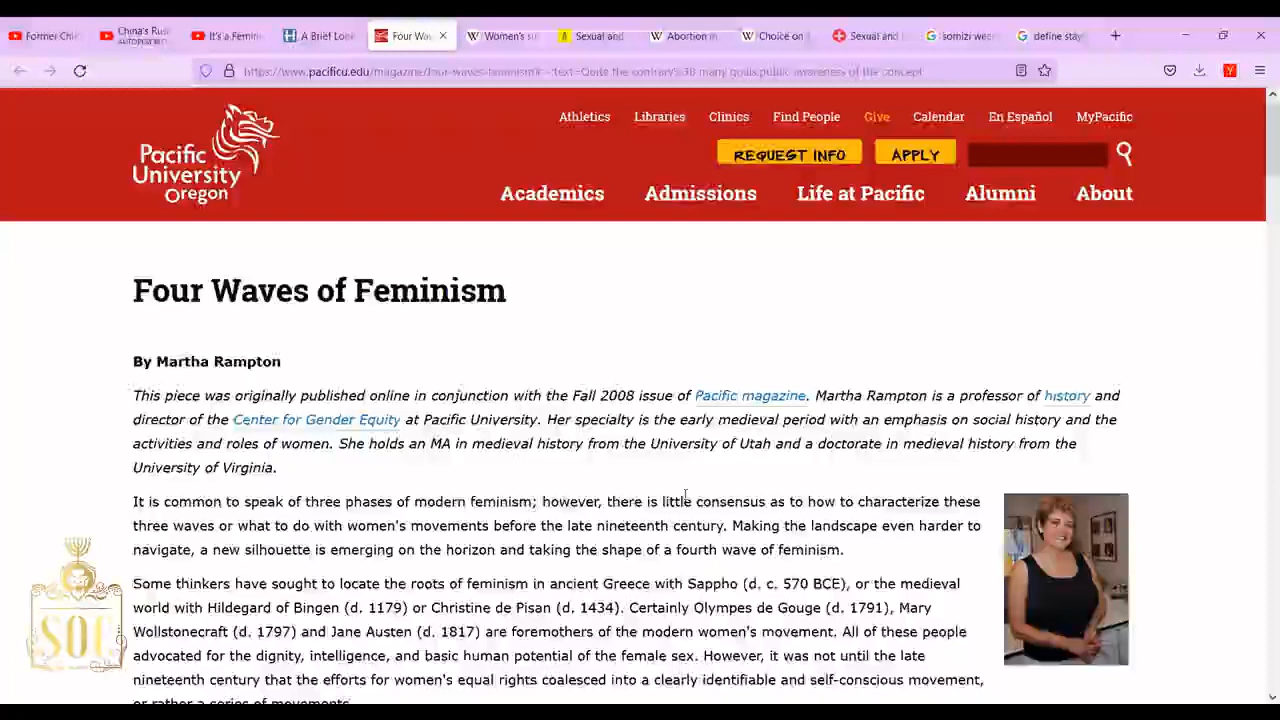 Former Chi
China's Rus
AUTOPLAYING
It's a Femin
A Brief Look
Four Wav
Women's su
Sexual and
Abortion in
Choice on
Sexual and
somizi wee
define stay
https://www.pacificu.edu/magazine/four-waves-feminism#:~:text=Quite the contrary%3B many goals,public awareness of the concept
Athletics
Libraries
Clinics
Find People
Give
Calendar
En Español
MyPacific
REQUEST INFO
APPLY
Pacific
University
Oregon
Academics
Admissions
Life at Pacific
Alumni
About
Four Waves of Feminism
By Martha Rampton
This piece was originally published online in conjunction with the Fall 2008 issue of Pacific magazine. Martha Rampton is a professor of history and
director of the Center for Gender Equity at Pacific University. Her specialty is the early medieval period with an emphasis on social history and the
activities and roles of women. She holds an MA in medieval history from the University of Utah and a doctorate in medieval history from the
University of Virginia.
It is common to speak of three phases of modern feminism; however, there is little consensus as to how to characterize these
three waves or what to do with women's movements before the late nineteenth century. Making the landscape even harder to
navigate, a new silhouette is emerging on the horizon and taking the shape of a fourth wave of feminism.
Some thinkers have sought to locate the roots of feminism in ancient Greece with Sappho (d. c. 570 BCE), or the medieval
world with Hildegard of Bingen (d. 1179) or Christine de Pisan (d. 1434). Certainly Olympes de Gouge (d. 1791), Mary
Wollstonecraft (d. 1797) and Jane Austen (d. 1817) are foremothers of the modern women's movement. All of these people
advocated for the dignity, intelligence, and basic human potential of the female sex. However, it was not until the late
nineteenth century that the efforts for women's equal rights coalesced into a clearly identifiable and self-conscious movement,
or rather a series of movements.
SOC